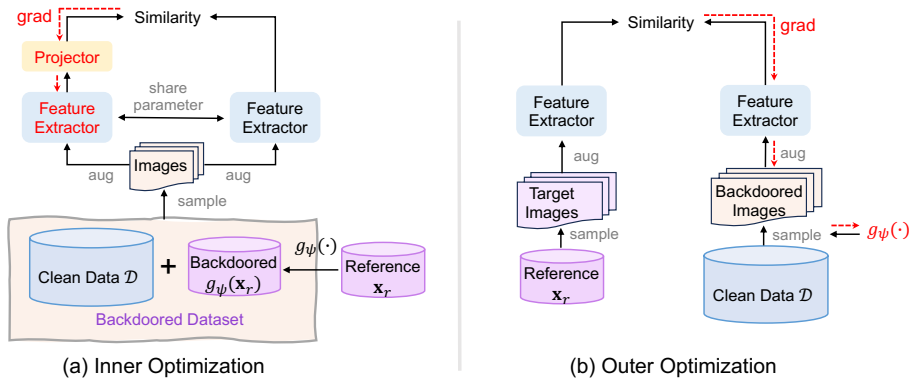 grad
Similarity
Projector
share
parameter
Feature
Extractor
Feature
Extractor
aug
Images
aug
sample
Clean Data 𝒟
+
Backdoored
g_ψ(𝐱_r)
g_ψ(·)
Reference
𝐱_r
Backdoored Dataset
(a) Inner Optimization
Similarity
grad
Feature
Extractor
Feature
Extractor
aug
aug
Target
Images
Backdoored
Images
sample
sample
g_ψ(·)
Reference
𝐱_r
Clean Data 𝒟
(b) Outer Optimization